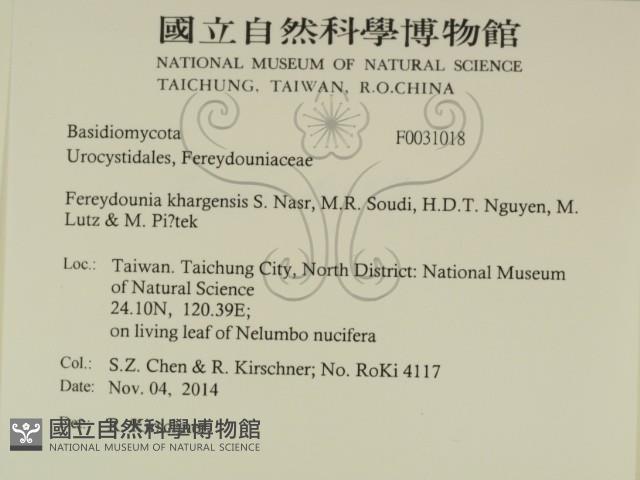 國立自然科學博物館
NATIONAL MUSEUM OF NATURAL SCIENCE
TAICHUNG, TAIWAN, R.O.CHINA
Basidiomycota F0031018
Urocystidales, Fereydouniaceae
Fereydounia khargensis S. Nasr, M.R. Soudi, H.D.T. Nguyen, M.
Lutz & M. Pi?tek
Loc.: Taiwan. Taichung City, North District: National Museum
of Natural Science
24.10N, 120.39E;
on living leaf of Nelumbo nucifera
Col.: S.Z. Chen & R. Kirschner; No. RoKi 4117
Date: Nov. 04, 2014
國立自然科學博物館
NATIONAL MUSEUM OF NATURAL SCIENCE